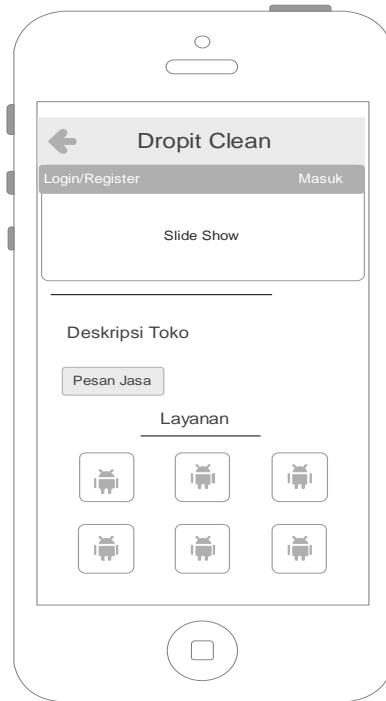 Dropit Clean
Login/Register Masuk
Slide Show
Deskripsi Toko
Pesan Jasa
Layanan